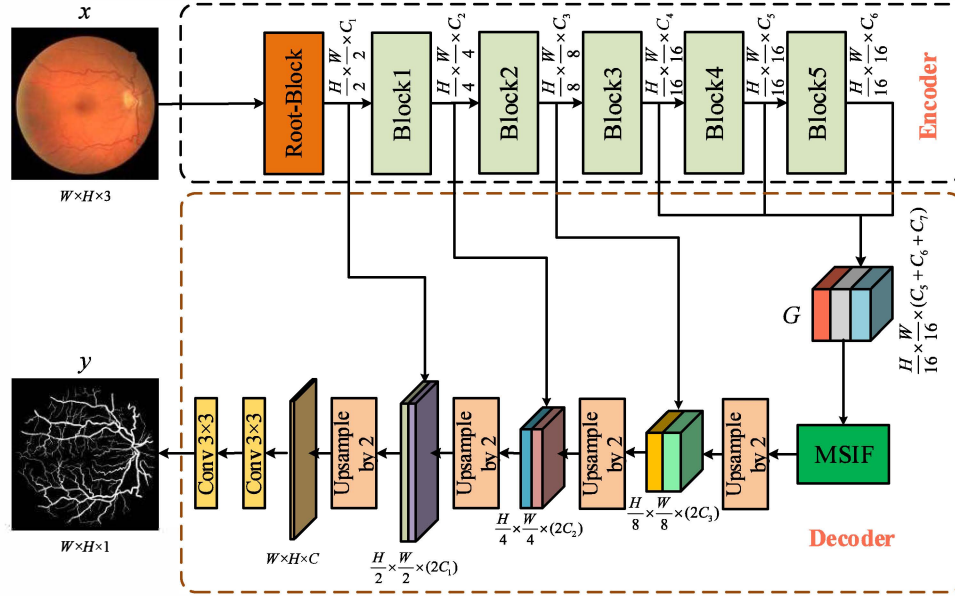 x
W×H×3
Root-Block
H/2 × W/2 ×C₁
Block1
H/4 × W/4 ×C₂
Block2
H/8 × W/8 ×C₃
Block3
H/16 × W/16 ×C₄
Block4
H/16 × W/16 ×C₅
Block5
H/16 × W/16 ×C₆
Encoder
G
H/16 × W/16 ×(C₅+C₆+C₇)
MSIF
Upsample
by 2
H/8 × W/8 ×(2C₃)
Upsample
by 2
H/4 × W/4 ×(2C₂)
Upsample
by 2
H/2 × W/2 ×(2C₁)
Upsample
by 2
W×H×C
Conv 3×3
Conv 3×3
y
W×H×1
Decoder